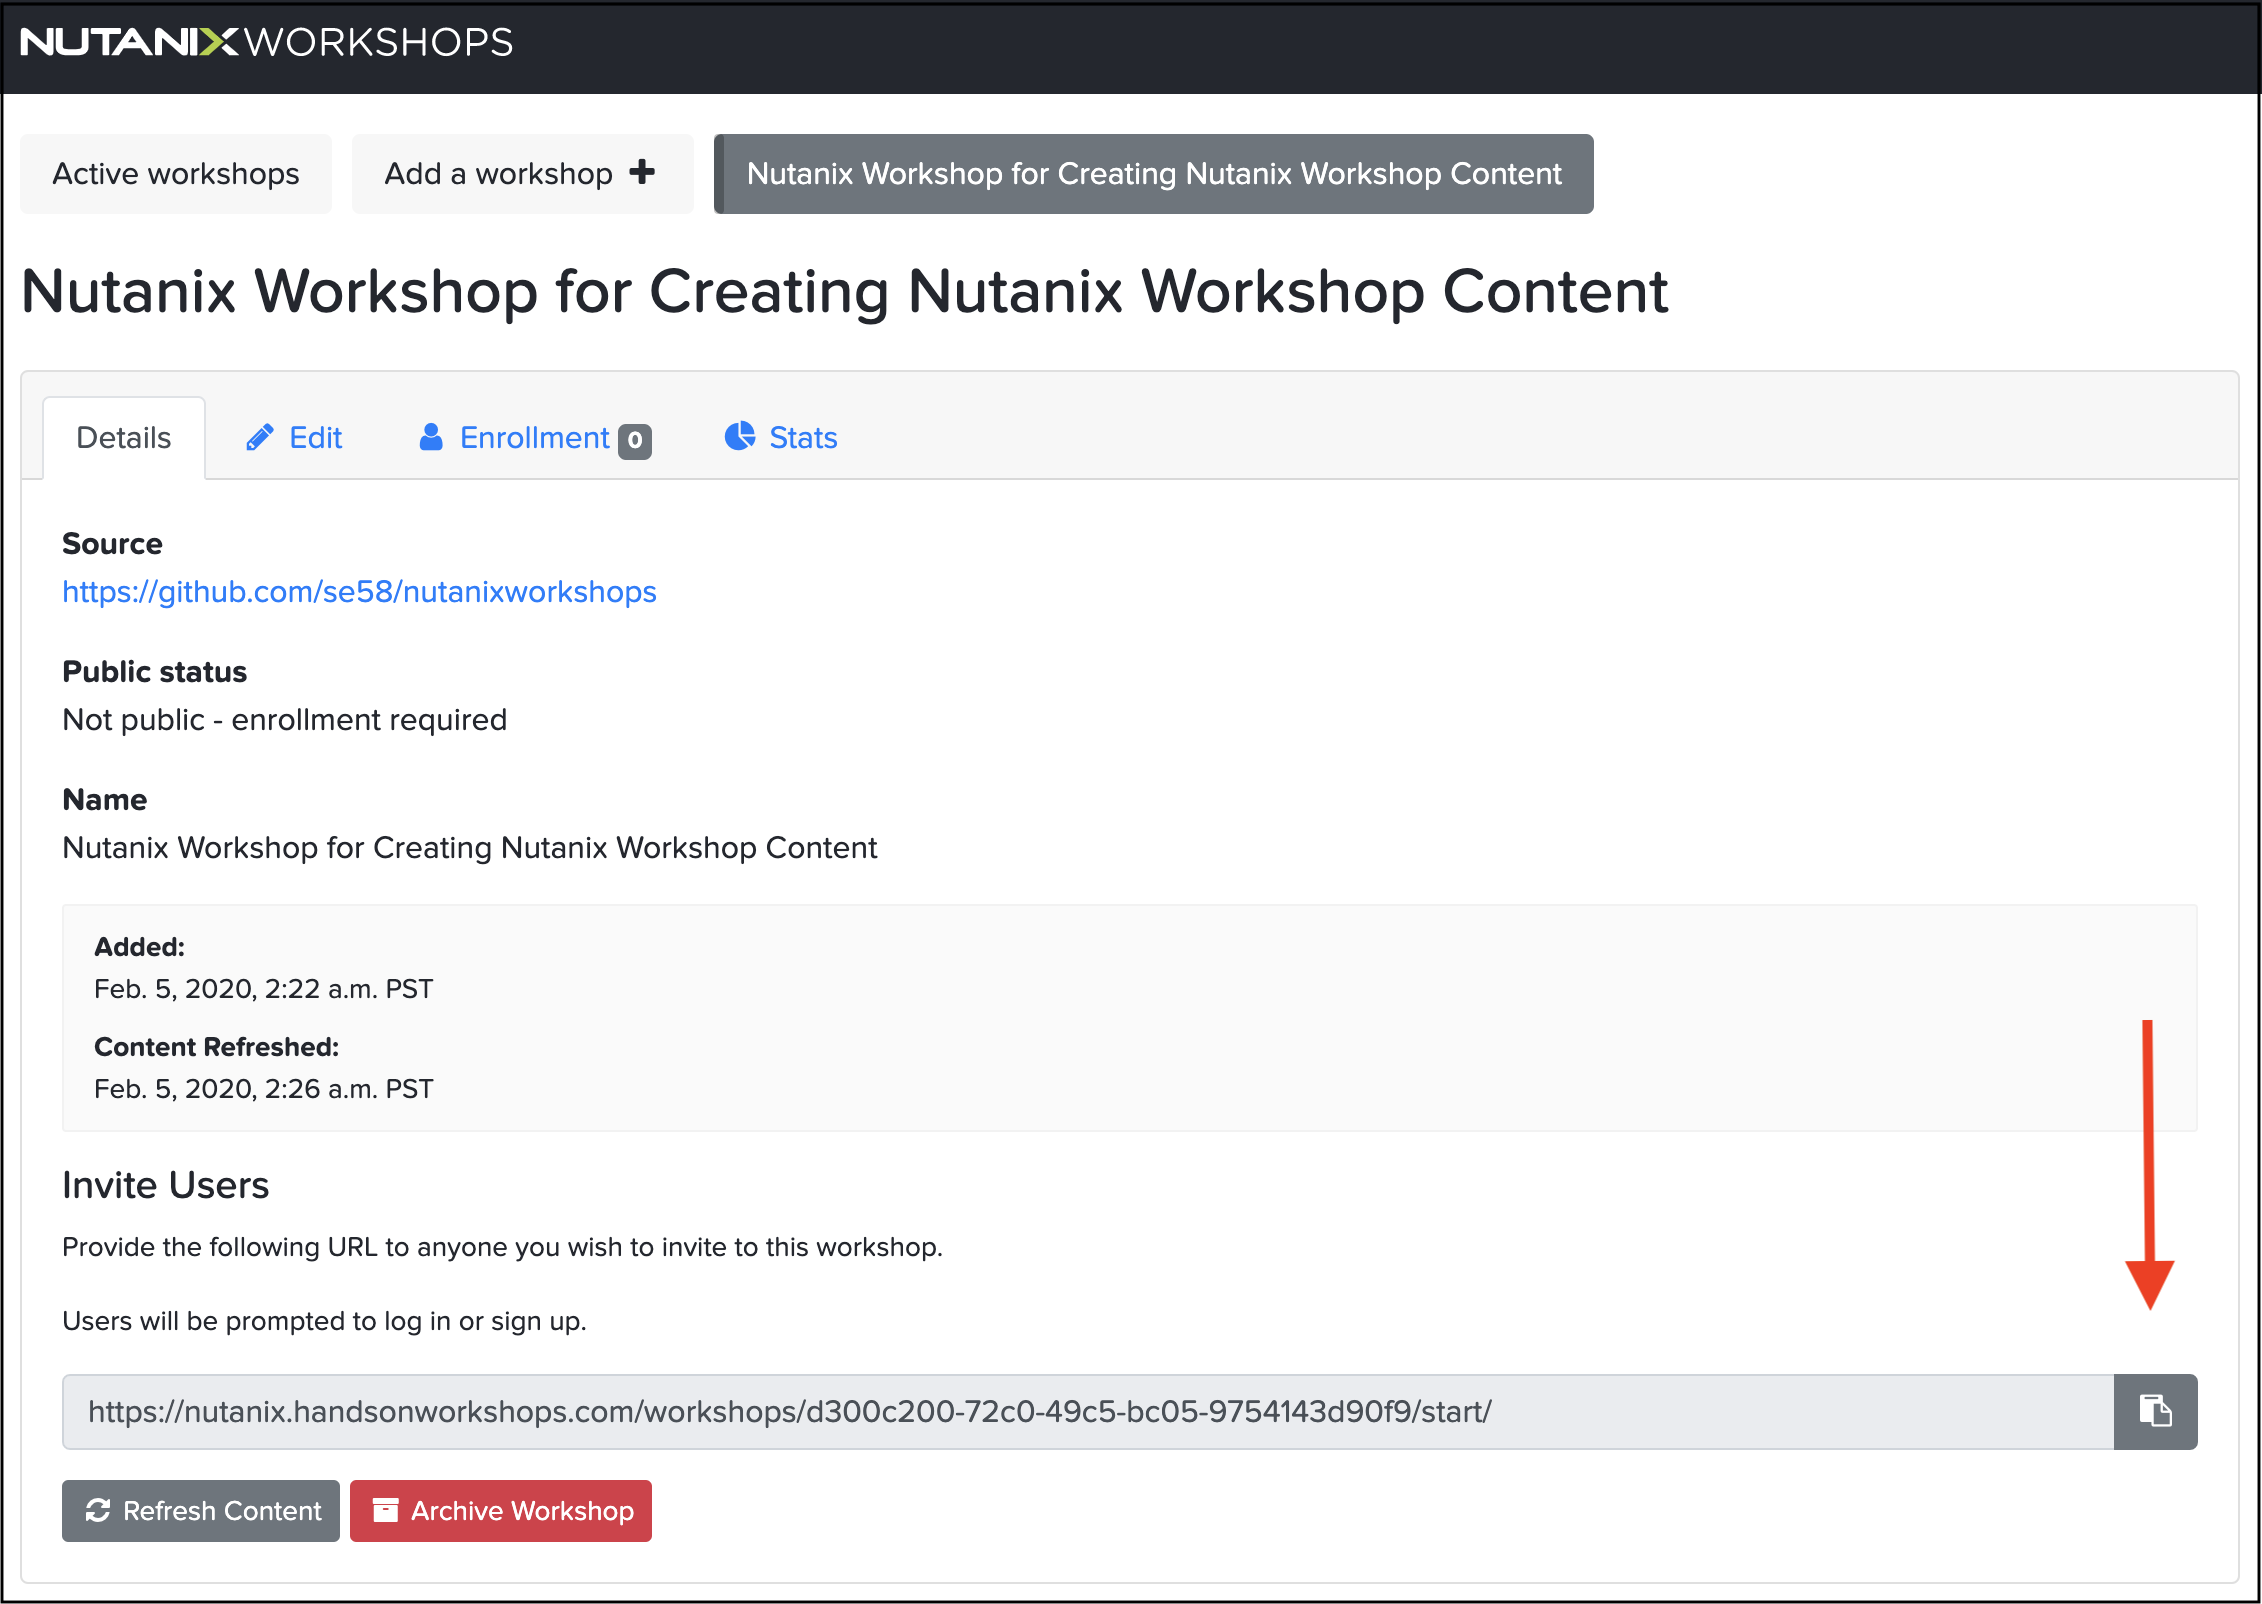 NUTANIX WORKSHOPS
Active workshops
Add a workshop
Nutanix Workshop for Creating Nutanix Workshop Content
Nutanix Workshop for Creating Nutanix Workshop Content
Details
Edit
Enrollment 0
Stats
Source
https://github.com/se58/nutanixworkshops
Public status
Not public - enrollment required
Name
Nutanix Workshop for Creating Nutanix Workshop Content
Added:
Feb. 5, 2020, 2:22 a.m. PST
Content Refreshed:
Feb. 5, 2020, 2:26 a.m. PST
Invite Users
Provide the following URL to anyone you wish to invite to this workshop.
Users will be prompted to log in or sign up.
https://nutanix.handsonworkshops.com/workshops/d300c200-72c0-49c5-bc05-9754143d90f9/start/
Refresh Content
Archive Workshop